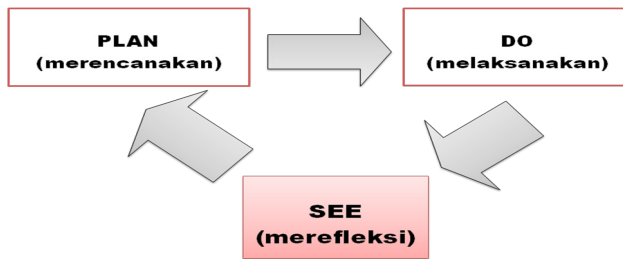 PLAN
(merencanakan)
DO
(melaksanakan)
SEE
(merefleksi)